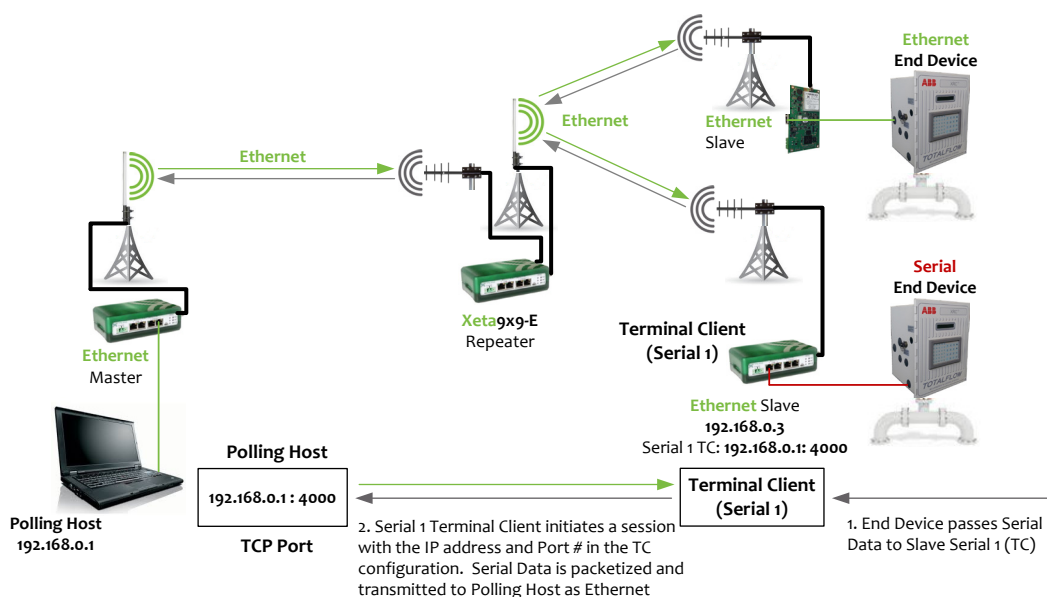 Ethernet
End Device
ABB
TOTALFLOW
Ethernet
Slave
Ethernet
Ethernet
Xeta9x9-E
Repeater
Ethernet
Master
Terminal Client
(Serial 1)
Serial
End Device
ABB
TOTALFLOW
Ethernet Slave
192.168.0.3
Serial 1 TC: 192.168.0.1: 4000
Polling Host
192.168.0.1
Polling Host
192.168.0.1 : 4000
TCP Port
Terminal Client
(Serial 1)
2. Serial 1 Terminal Client initiates a session
with the IP address and Port # in the TC
configuration.  Serial Data is packetized and
transmitted to Polling Host as Ethernet
1. End Device passes Serial
Data to Slave Serial 1 (TC)